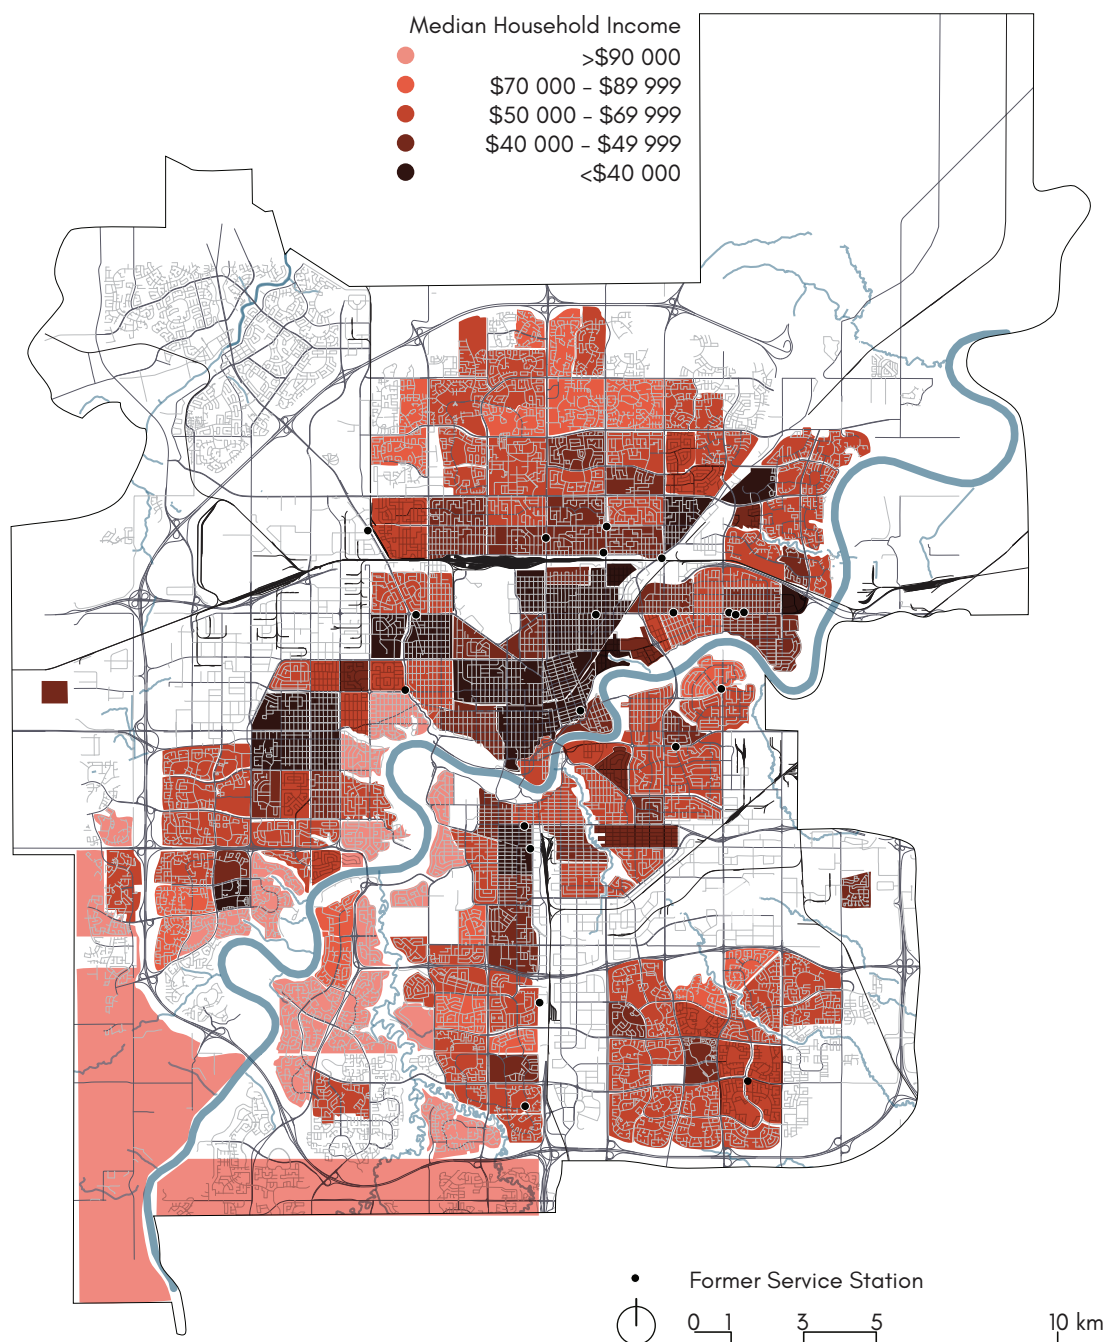 Median Household Income
>$90 000
$70 000 - $89 999
$50 000 - $69 999
$40 000 - $49 999
<$40 000
Former Service Station
0 1 3 5 10 km